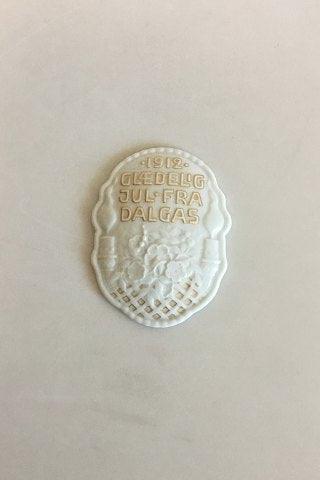 ·1912·
GLÆDELIG
JUL·FRA
DALGAS